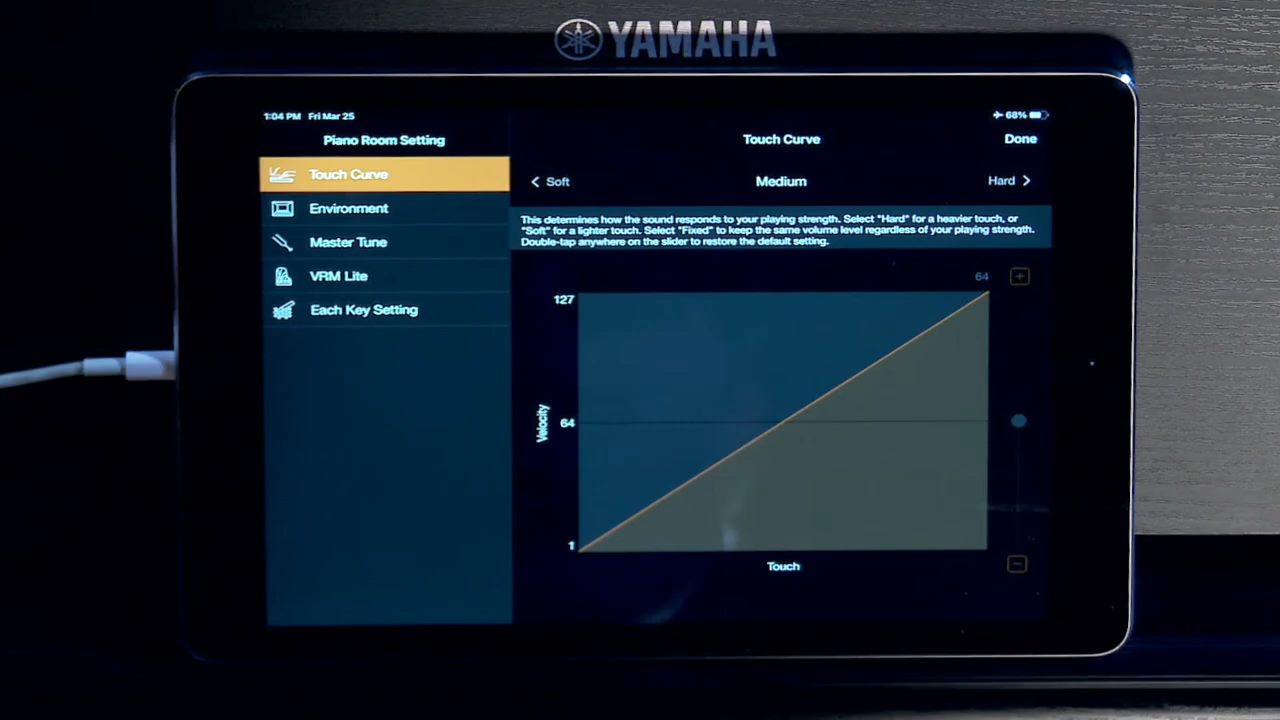 YAMAHA
1:04 PM Fri Mar 25
68%
Piano Room Setting
Touch Curve
Environment
Master Tune
VRM Lite
Each Key Setting
Touch Curve
Done
Soft
Medium
Hard
This determines how the sound responds to your playing strength. Select "Hard" for a heavier touch, or
"Soft" for a lighter touch. Select "Fixed" to keep the same volume level regardless of your playing strength.
Double-tap anywhere on the slider to restore the default setting.
64
127
Velocity
64
1
Touch